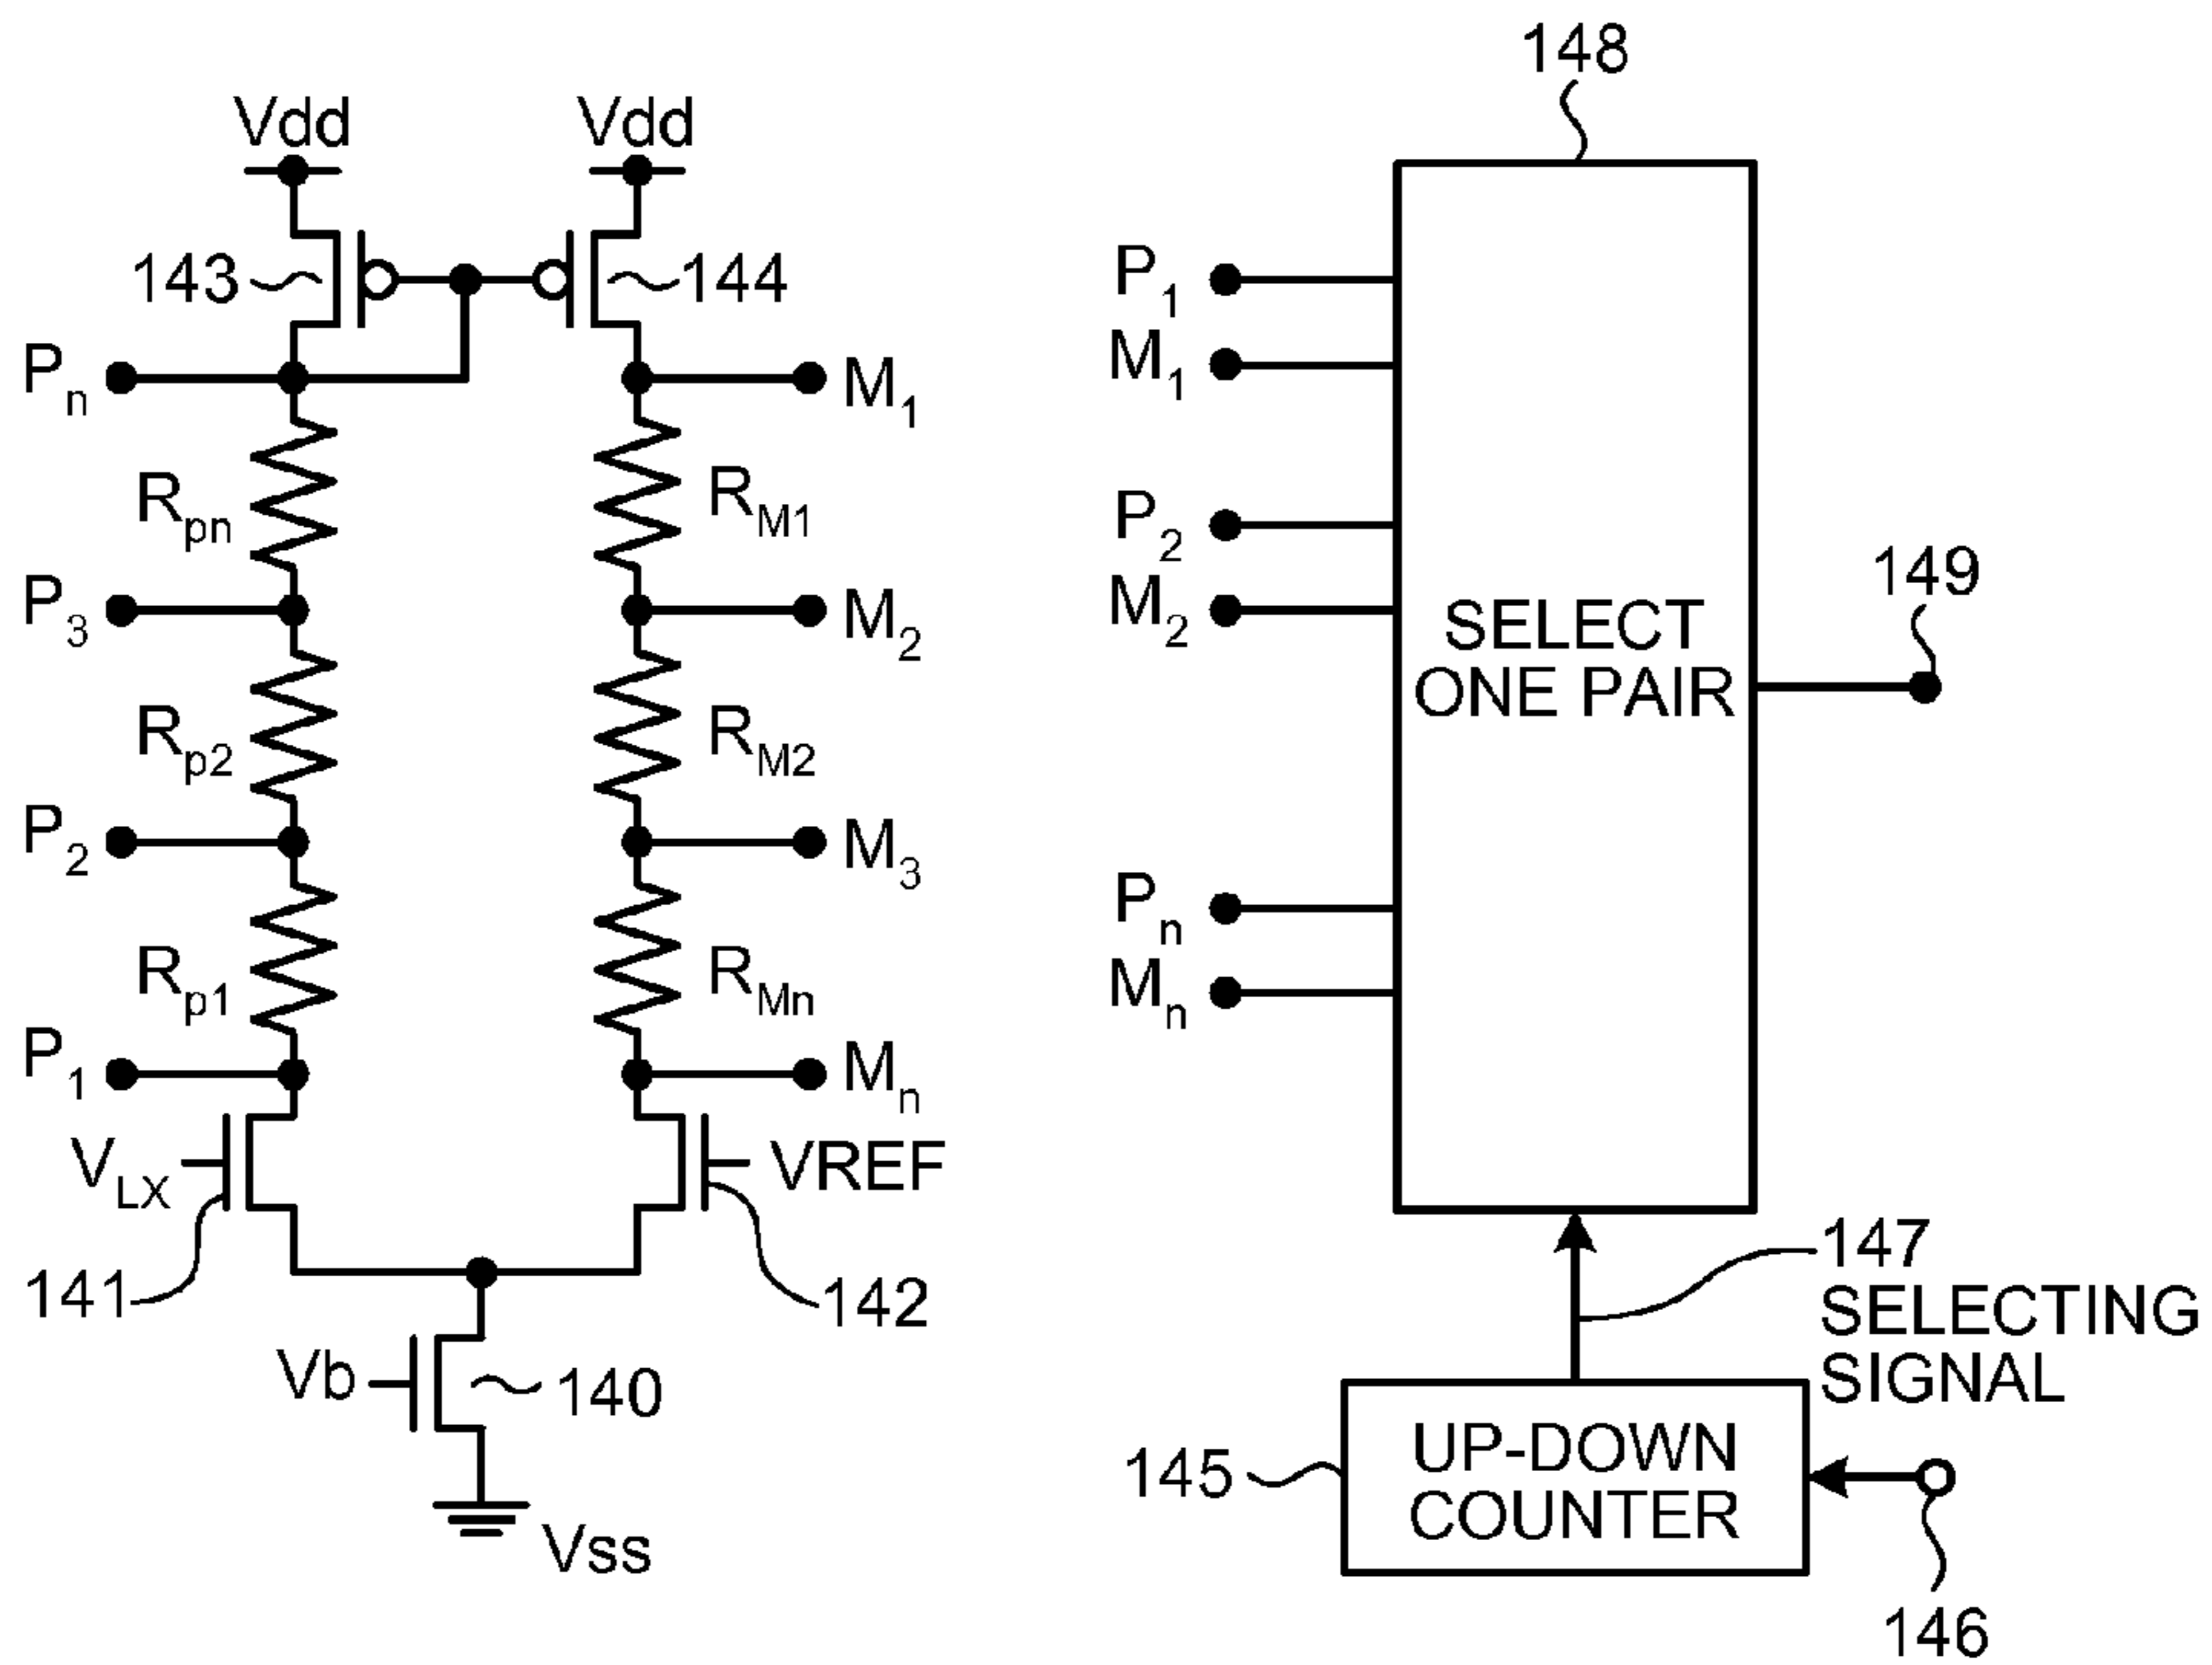 148
Vdd
Vdd
143
144
Pn
M1
Rpn
RM1
P3
M2
Rp2
RM2
P2
M3
Rp1
RMn
P1
Mn
VLX
VREF
141
142
Vb
140
Vss
P1
M1
P2
M2
SELECT
ONE PAIR
149
Pn
Mn
147
SELECTING
SIGNAL
145
UP-DOWN
COUNTER
146